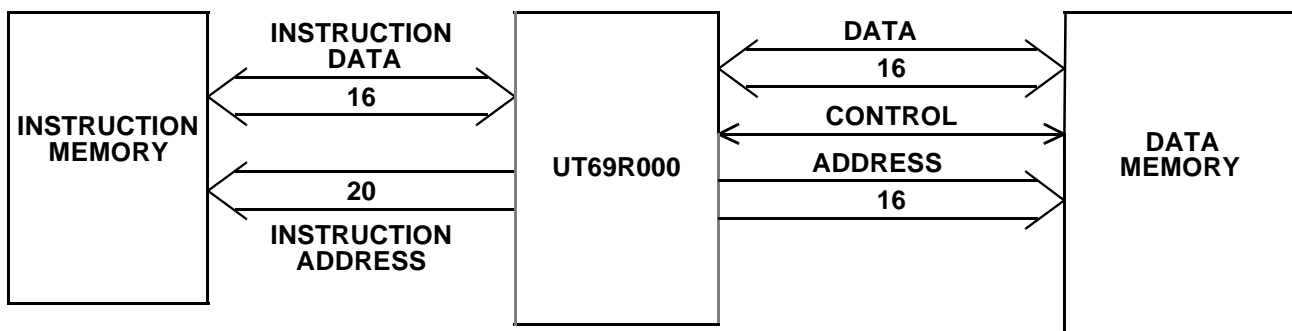 INSTRUCTION
DATA
16
INSTRUCTION
MEMORY
20
INSTRUCTION
ADDRESS
UT69R000
DATA
16
CONTROL
ADDRESS
16
DATA
MEMORY